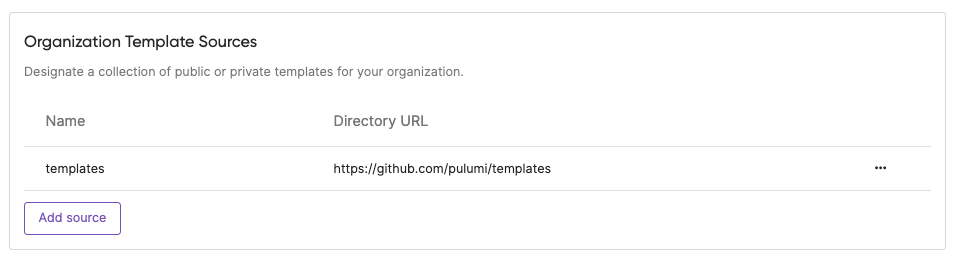 Organization Template Sources
Designate a collection of public or private templates for your organization.
Name Directory URL
templates https://github.com/pulumi/templates ...
Add source